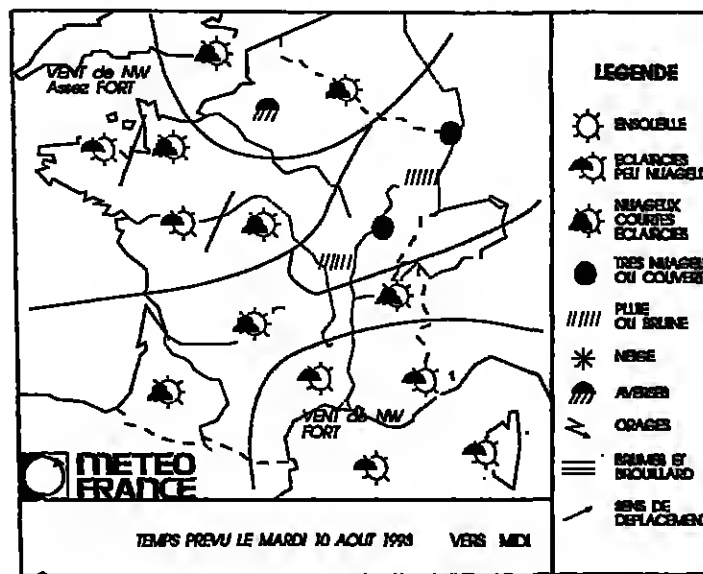 VENT de NW
Assez FORT
VENT de NW
FORT
METEO
FRANCE
TEMPS PREVU LE MARDI 10 AOUT 1993 VERS MIDI
LEGENDE
ENSOLEILLE
ECLAIRCIES
PEU NUAGEUX
NUAGEUX
COURTES
ECLAIRCIES
TRES NUAGEUX
OU COUVERT
PLUIE
OU BRUINE
NEIGE
AVERSES
ORAGES
BRUMES ET
BROUILLARD
SENS DE
DEPLACEMENT